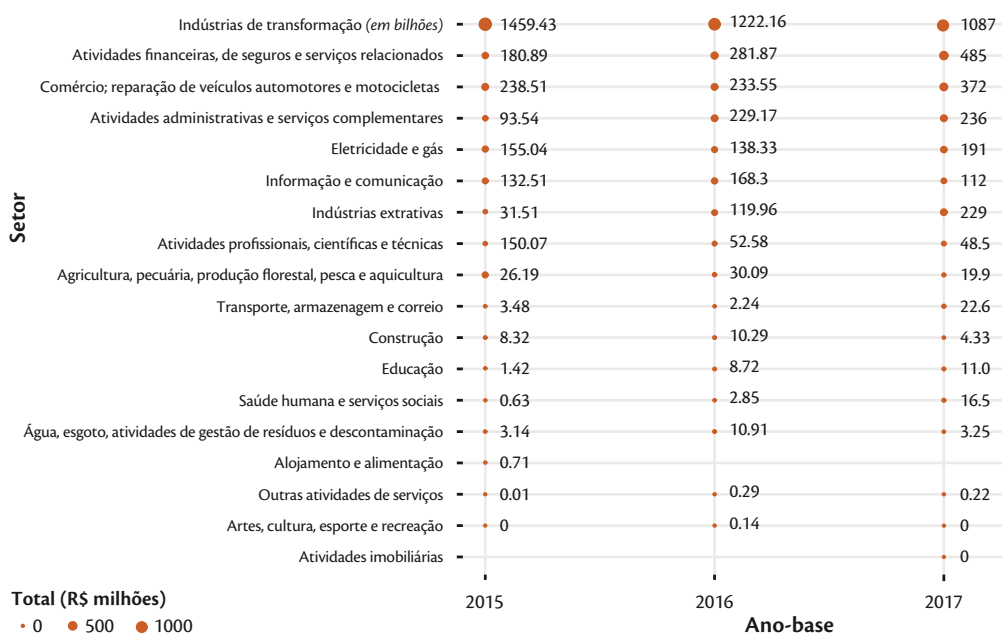 Setor
Indústrias de transformação (em bilhões) 1459.43 1222.16 1087
Atividades financeiras, de seguros e serviços relacionados 180.89 281.87 485
Comércio; reparação de veículos automotores e motocicletas 238.51 233.55 372
Atividades administrativas e serviços complementares 93.54 229.17 236
Eletricidade e gás 155.04 138.33 191
Informação e comunicação 132.51 168.3 112
Indústrias extrativas 31.51 119.96 229
Atividades profissionais, científicas e técnicas 150.07 52.58 48.5
Agricultura, pecuária, produção florestal, pesca e aquicultura 26.19 30.09 19.9
Transporte, armazenagem e correio 3.48 2.24 22.6
Construção 8.32 10.29 4.33
Educação 1.42 8.72 11.0
Saúde humana e serviços sociais 0.63 2.85 16.5
Água, esgoto, atividades de gestão de resíduos e descontaminação 3.14 10.91 3.25
Alojamento e alimentação 0.71
Outras atividades de serviços 0.01 0.29 0.22
Artes, cultura, esporte e recreação 0 0.14 0
Atividades imobiliárias 0
2015 2016 2017
Ano-base
Total (R$ milhões)
0 500 1000